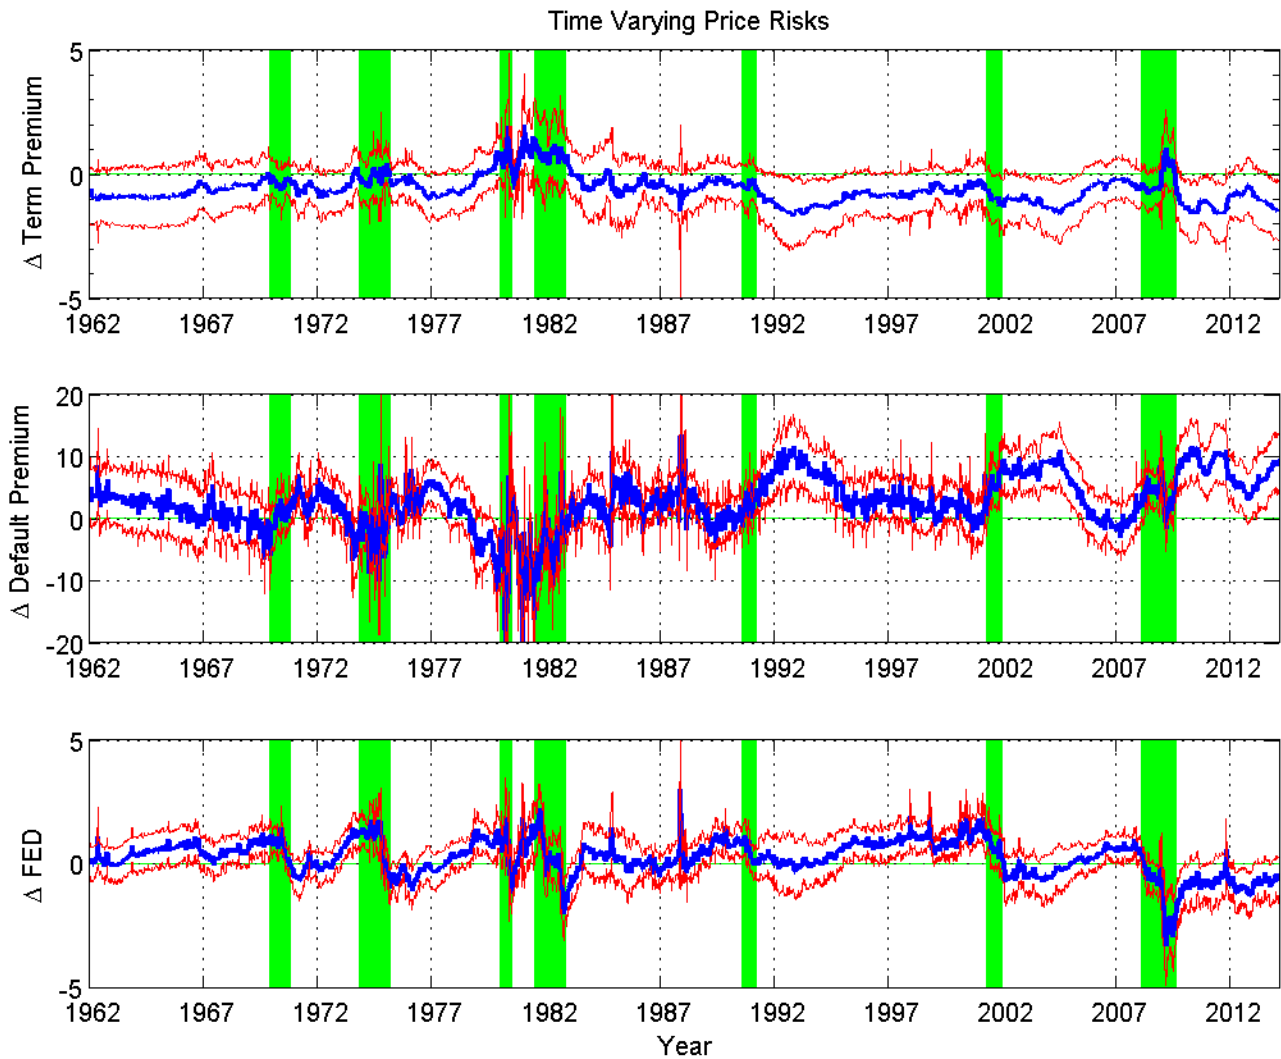 Time Varying Price Risks
Δ Term Premium
5
0
-5
1962 1967 1972 1977 1982 1987 1992 1997 2002 2007 2012
Δ Default Premium
20
10
0
-10
-20
1962 1967 1972 1977 1982 1987 1992 1997 2002 2007 2012
Δ FED
5
0
-5
1962 1967 1972 1977 1982 1987 1992 1997 2002 2007 2012
Year